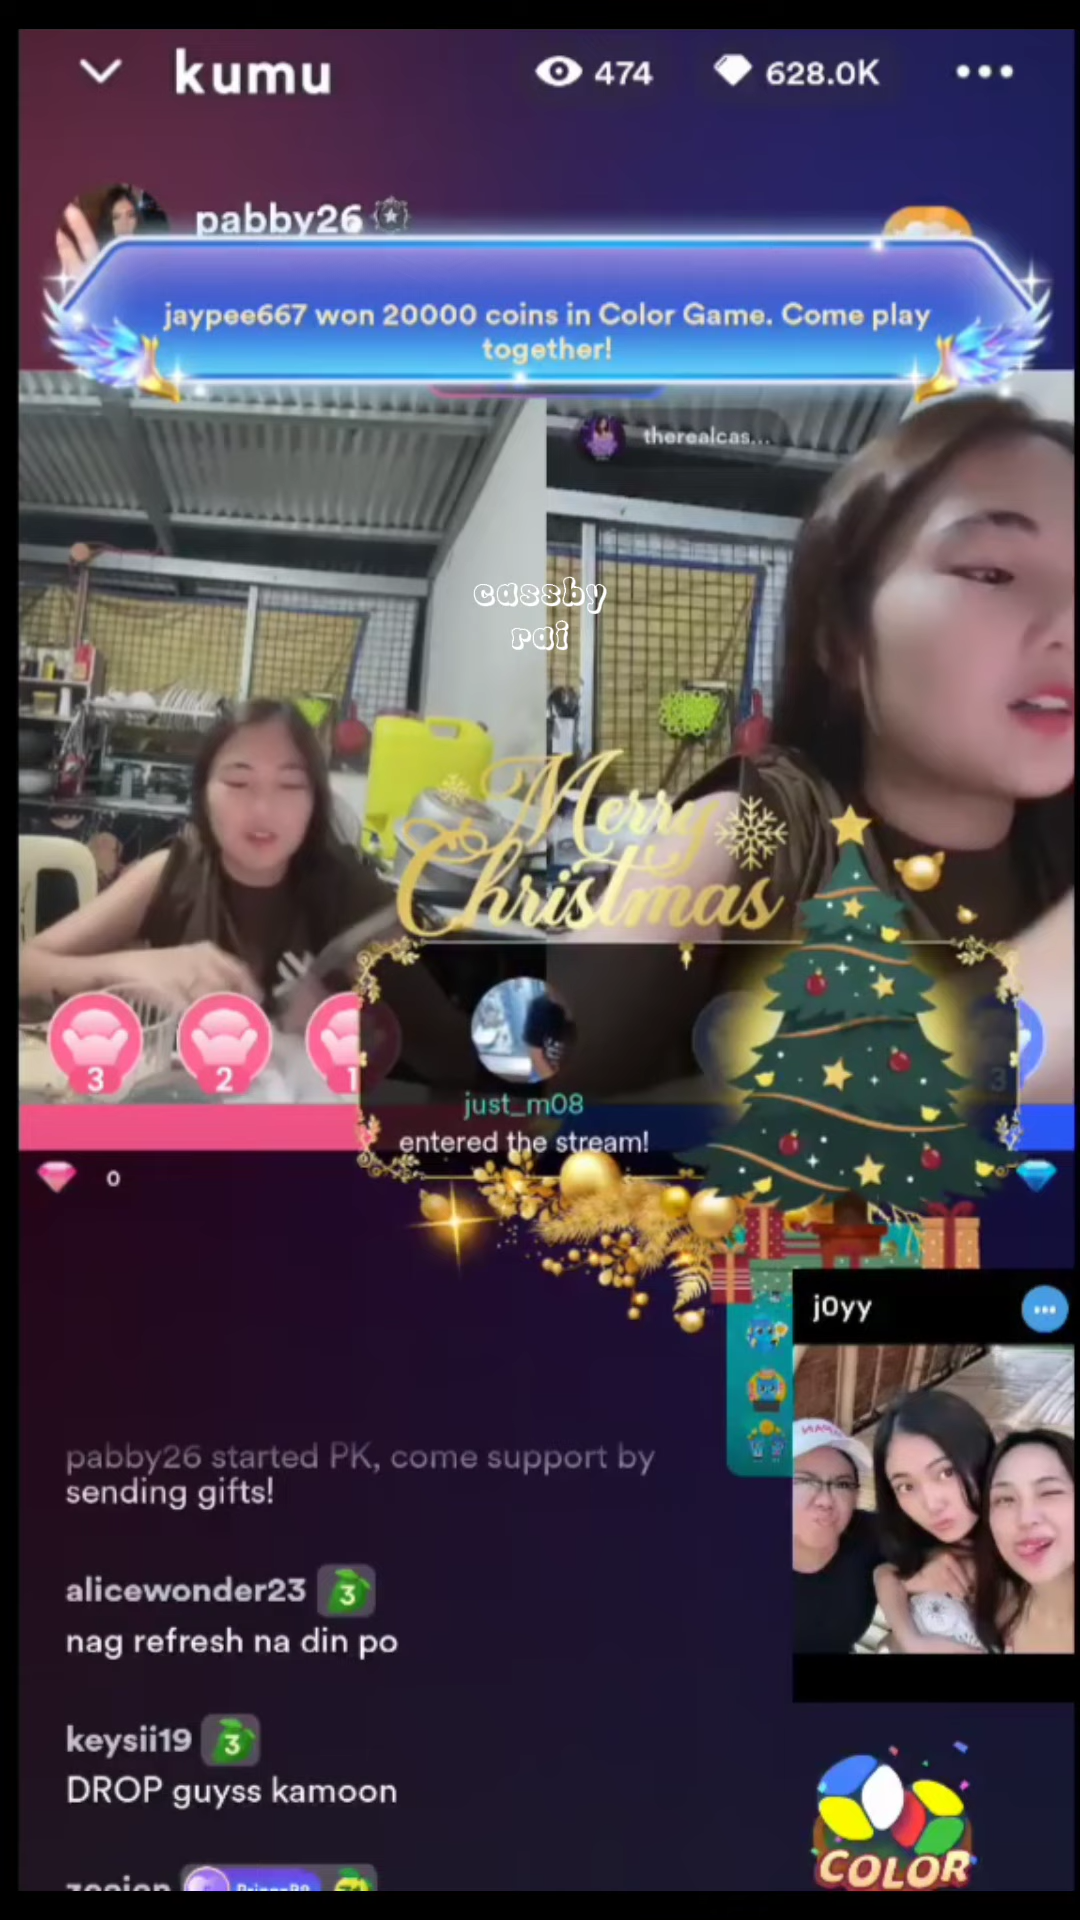 kumu
474
628.0K
pabby26
jaypee667 won 20000 coins in Color Game. Come play
together!
therealcas...
cassby
rai
Merry
Christmas
3
2
1
3
just_m08
entered the stream!
0
j0yy
pabby26 started PK, come support by
sending gifts!
alicewonder23 3
nag refresh na din po
keysii19 3
DROP guyss kamoon
COLOR